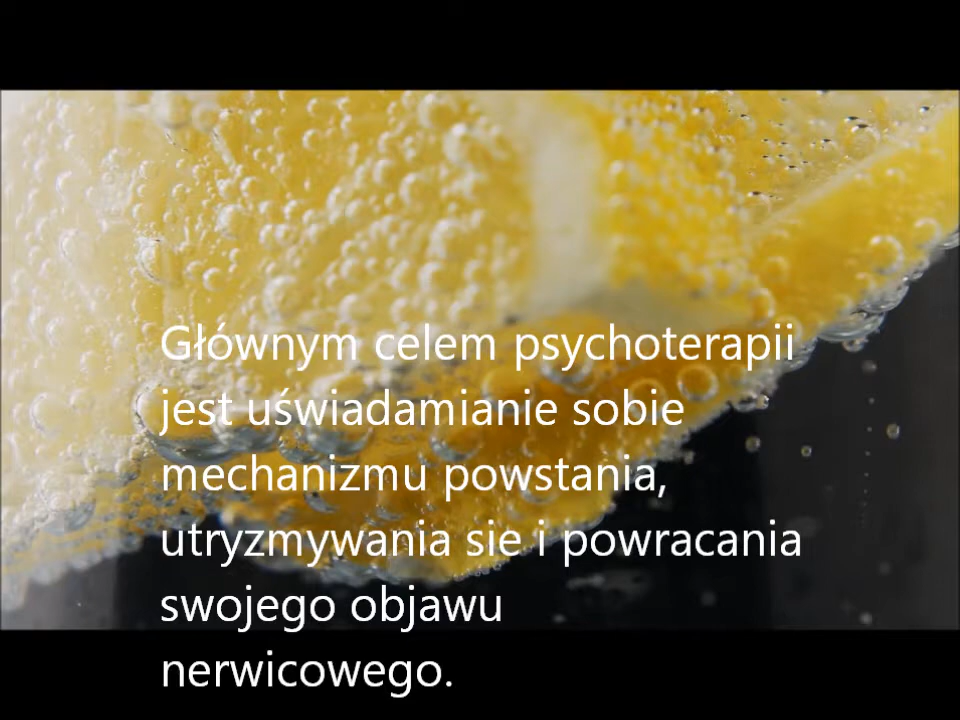 Głównym celem psychoterapii
jest uświadamianie sobie
mechanizmu powstania,
utryzmywania sie i powracania
swojego objawu
nerwicowego.